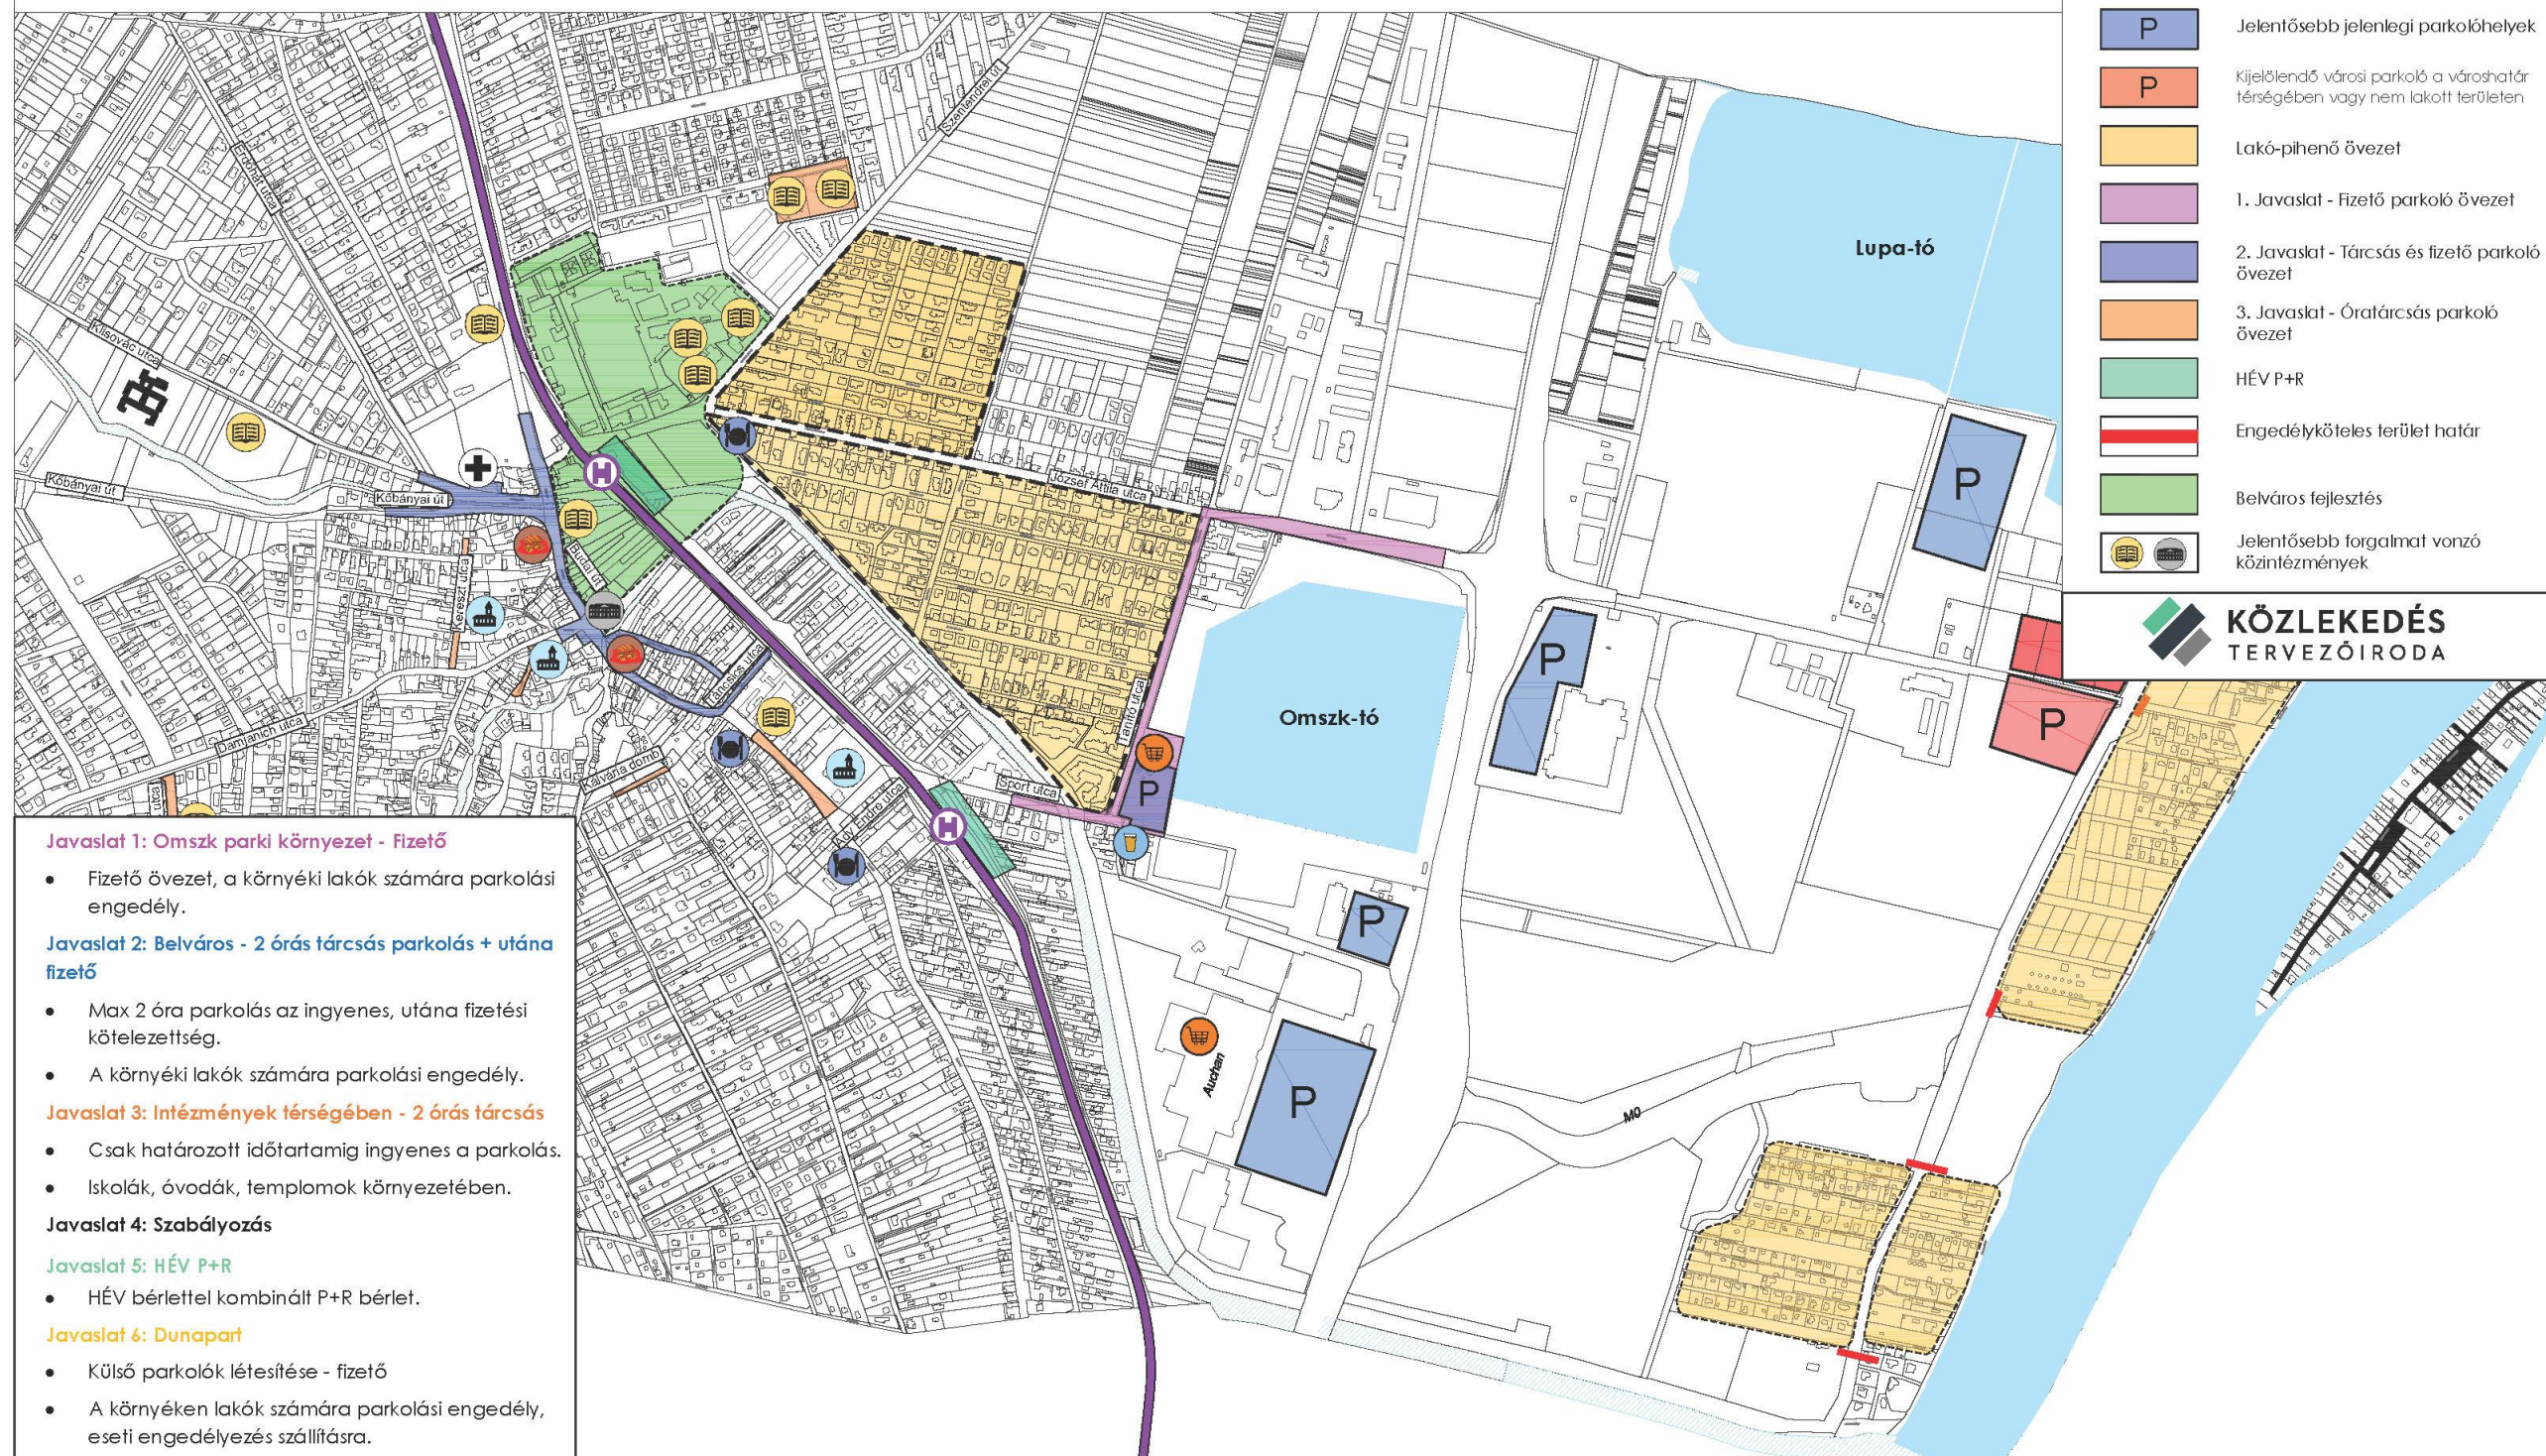 P Jelentősebb jelenlegi parkolóhelyek
P Kijelölendő városi parkoló a városhatár
térségében vagy nem lakott területen
Lakó-pihenő övezet
1. Javaslat - Fizető parkoló övezet
2. Javaslat - Tárcsás és fizető parkoló
övezet
3. Javaslat - Óratárcsás parkoló
övezet
HÉV P+R
Engedélyköteles terület határ
Belváros fejlesztés
Jelentősebb forgalmat vonzó
közintézmények
KÖZLEKEDÉS
TERVEZŐIRODA
Szentendrei út
Erdőhát utca
Lupa-tó
Klisovác utca
Kőbányai út
Kőbányai út
H
József Attila utca
P
Budai út
Kereszt utca
P
Táncsics utca
Tanító utca
Omszk-tó
P
Damjanich utca
Kálvária domb
Sport utca
P
utca
Ady Endre utca
H
P
Auchan
P
M0
Javaslat 1: Omszk parki környezet - Fizető
• Fizető övezet, a környéki lakók számára parkolási
engedély.
Javaslat 2: Belváros - 2 órás tárcsás parkolás + utána
fizető
• Max 2 óra parkolás az ingyenes, utána fizetési
kötelezettség.
• A környéki lakók számára parkolási engedély.
Javaslat 3: Intézmények térségében - 2 órás tárcsás
• Csak határozott időtartamig ingyenes a parkolás.
• Iskolák, óvodák, templomok környezetében.
Javaslat 4: Szabályozás
Javaslat 5: HÉV P+R
• HÉV bérlettel kombinált P+R bérlet.
Javaslat 6: Dunapart
• Külső parkolók létesítése - fizető
• A környéken lakók számára parkolási engedély,
eseti engedélyezés szállításra.